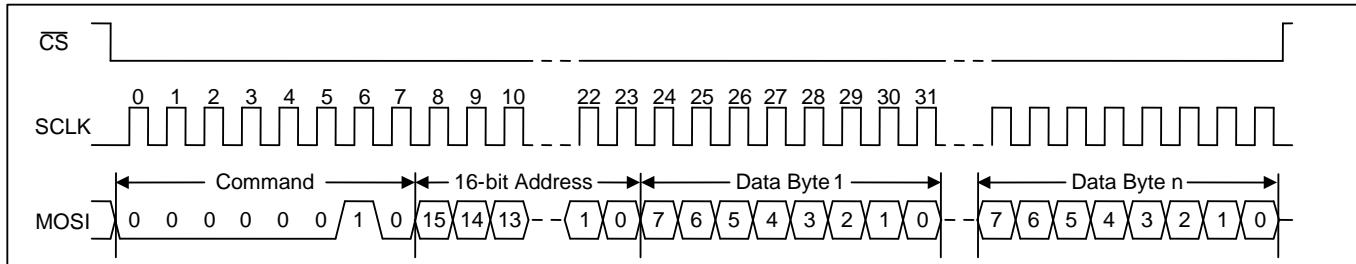 CS
0 1 2 3 4 5 6 7 8 9 10 22 23 24 25 26 27 28 29 30 31
SCLK
Command 16-bit Address Data Byte 1 Data Byte n
MOSI 0 0 0 0 0 0 1 0 15 14 13 1 0 7 6 5 4 3 2 1 0 7 6 5 4 3 2 1 0